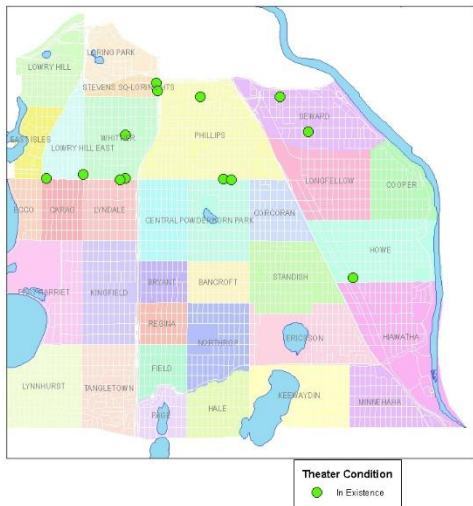 LORING PARK
LOWRY HILL
STEVENS SQ-LORING HTS
EAST ISLES
WHITTIER
LOWRY HILL EAST
PHILLIPS
SEWARD
LONGFELLOW
COOPER
ECCO
CARAG
LYNDALE
CENTRAL
POWDERHORN PARK
CORCORAN
HOWE
KINGFIELD
BRYANT
BANCROFT
STANDISH
REGINA
NORTHROP
ERICSSON
HIAWATHA
LYNNHURST
TANGLETOWN
FIELD
PAGE
HALE
KEEWAYDIN
MINNEHAHA
Theater Condition
In Existence